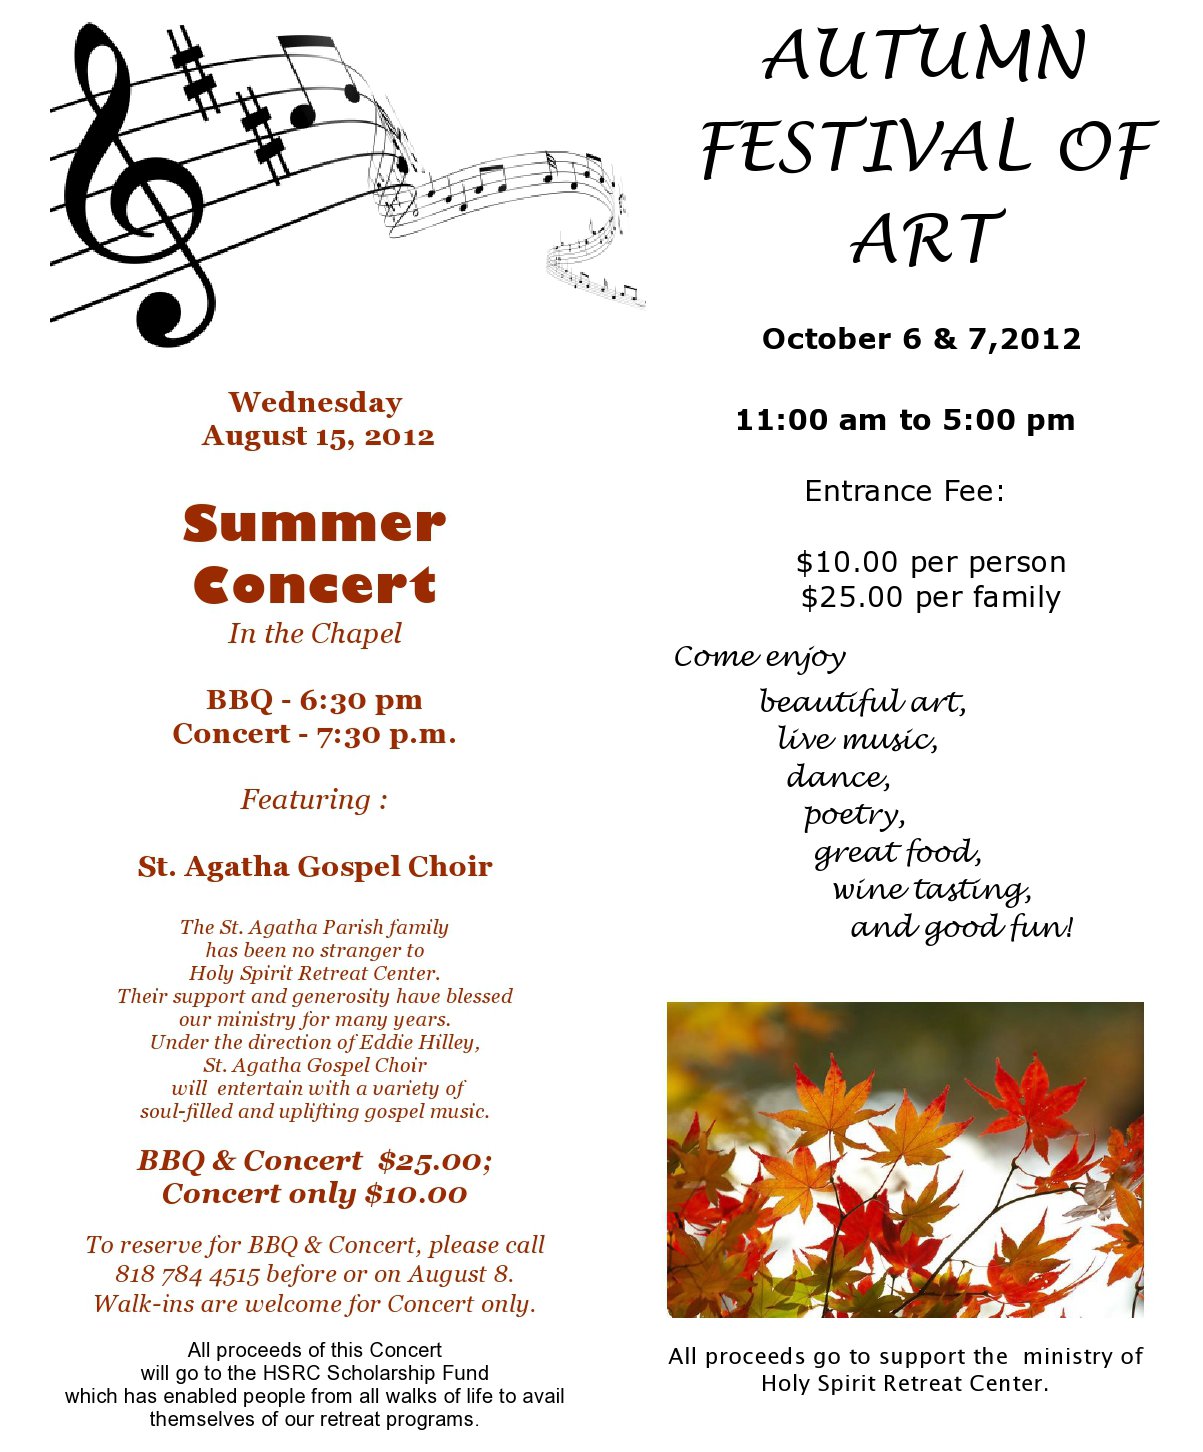 Wednesday
August 15, 2012
Summer
Concert
In the Chapel
BBQ - 6:30 pm
Concert - 7:30 p.m.
Featuring :
St. Agatha Gospel Choir
The St. Agatha Parish family
has been no stranger to
Holy Spirit Retreat Center.
Their support and generosity have blessed
our ministry for many years.
Under the direction of Eddie Hilley,
St. Agatha Gospel Choir
will  entertain with a variety of
soul-filled and uplifting gospel music.
BBQ & Concert  $25.00;
Concert only $10.00
To reserve for BBQ & Concert, please call
818 784 4515 before or on August 8.
Walk-ins are welcome for Concert only.
All proceeds of this Concert
will go to the HSRC Scholarship Fund
which has enabled people from all walks of life to avail
themselves of our retreat programs.
AUTUMN
FESTIVAL OF
ART
October 6 & 7,2012
11:00 am to 5:00 pm
Entrance Fee:
$10.00 per person
$25.00 per family
Come enjoy
beautiful art,
live music,
dance,
poetry,
great food,
wine tasting,
and good fun!
All proceeds go to support the  ministry of
Holy Spirit Retreat Center.